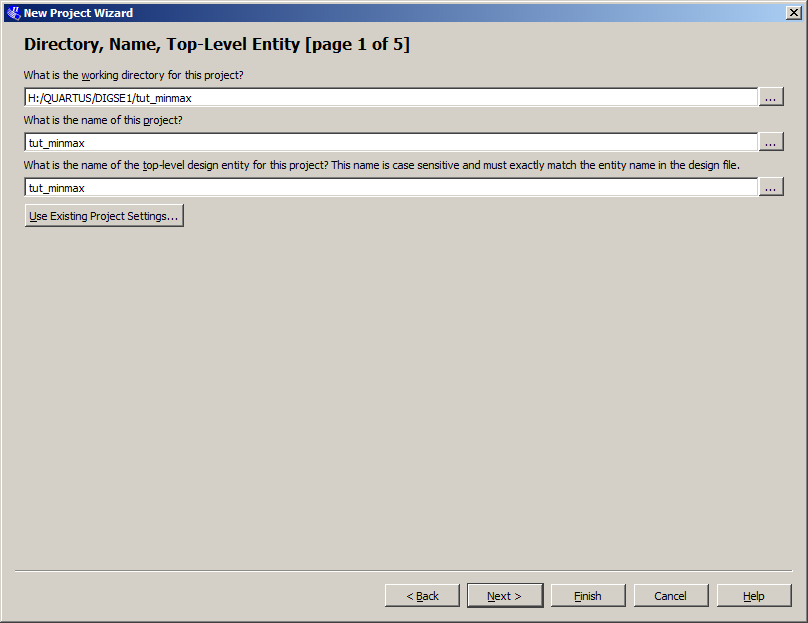 New Project Wizard
Directory, Name, Top-Level Entity [page 1 of 5]
What is the working directory for this project?
H:/QUARTUS/DIGSE1/tut_minmax
...
What is the name of this project?
tut_minmax
...
What is the name of the top-level design entity for this project? This name is case sensitive and must exactly match the entity name in the design file.
tut_minmax
...
Use Existing Project Settings...
< Back
Next >
Finish
Cancel
Help